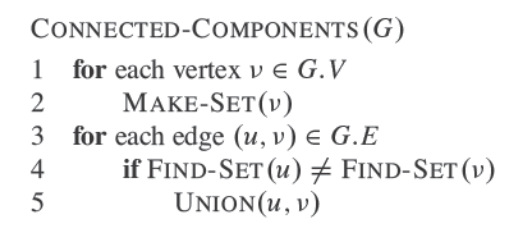 CONNECTED-COMPONENTS(G)
1 for each vertex v ∈ G.V
2 MAKE-SET(v)
3 for each edge (u, v) ∈ G.E
4 if FIND-SET(u) ≠ FIND-SET(v)
5 UNION(u, v)